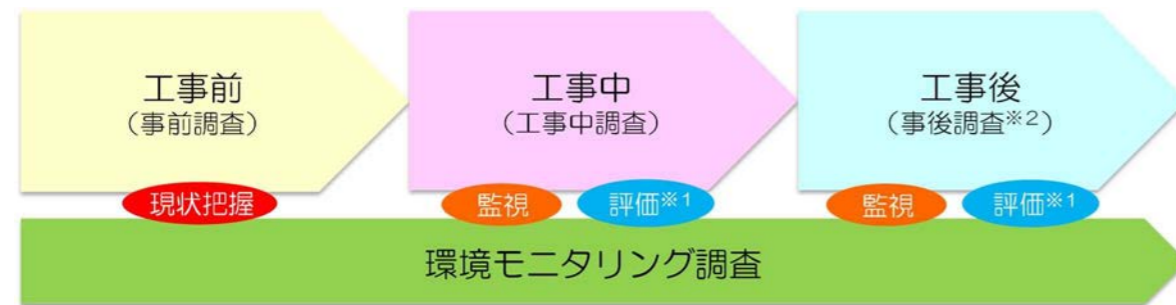 工事前
（事前調査）
工事中
（工事中調査）
工事後
（事後調査※2）
現状把握
監視
評価※1
監視
評価※1
環境モニタリング調査